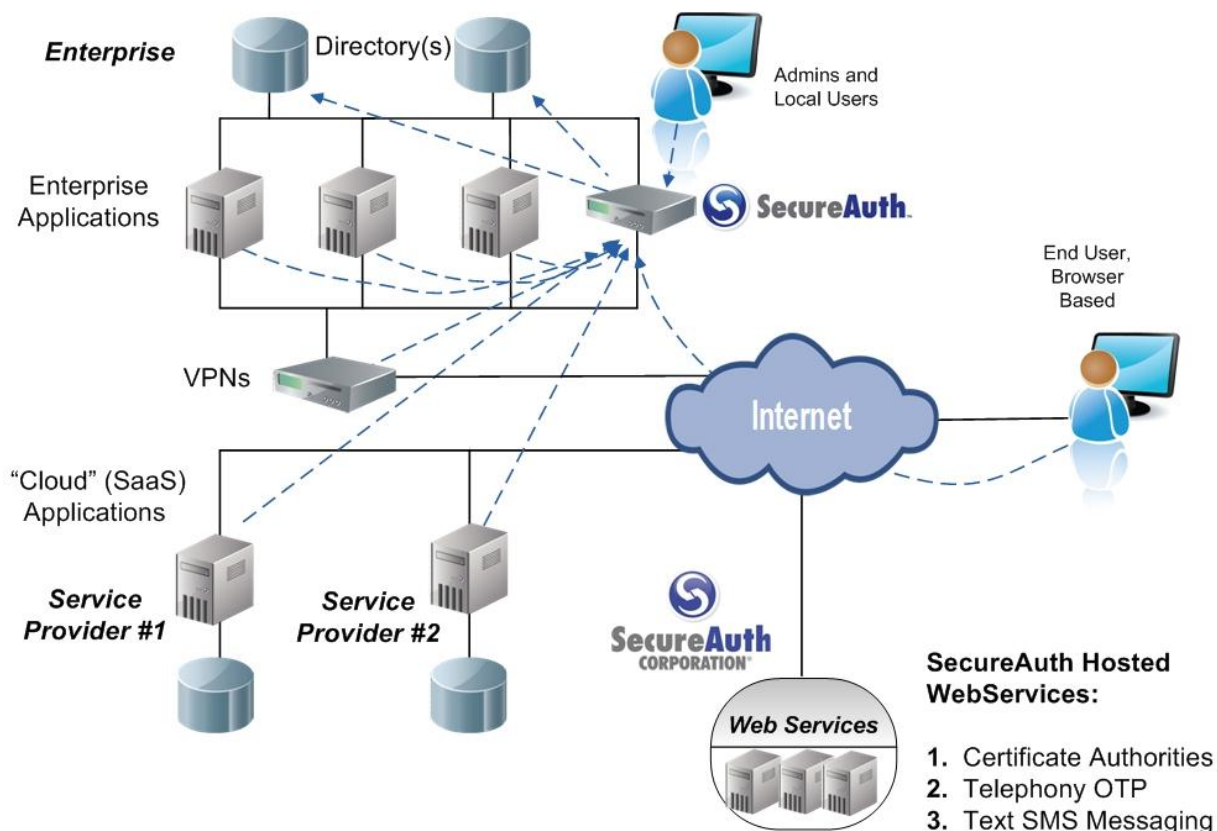 Enterprise
Directory(s)
Admins and
Local Users
Enterprise
Applications
SecureAuth™
End User,
Browser
Based
VPNs
Internet
“Cloud” (SaaS)
Applications
Service
Provider #1
Service
Provider #2
SecureAuth
CORPORATION®
Web Services
SecureAuth Hosted
WebServices:
1. Certificate Authorities
2. Telephony OTP
3. Text SMS Messaging